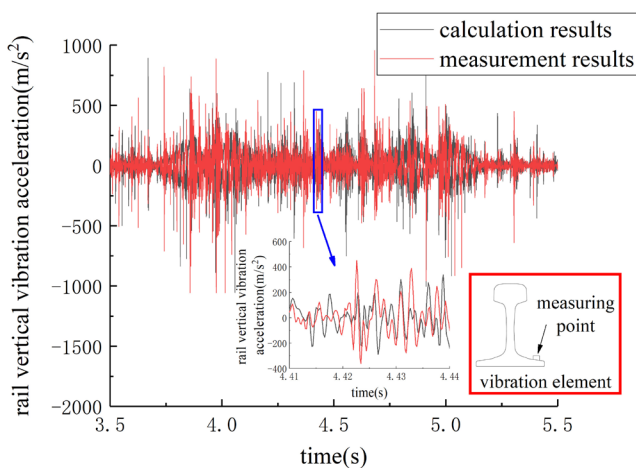 calculation results
measurement results
rail vertical vibration acceleration(m/s²)
1000
500
0
-500
-1000
-1500
-2000
3.5
4.0
4.5
5.0
5.5
time(s)
rail vertical vibration
acceleration(m/s²)
600
400
200
0
-200
-400
4.41
4.42
4.43
4.44
time(s)
measuring
point
vibration element